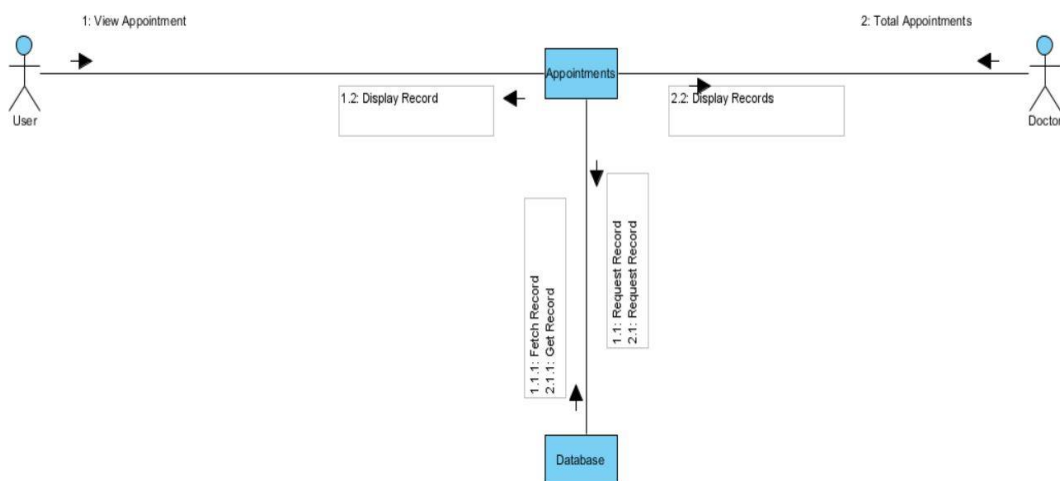 1: View Appointment
2: Total Appointments
Appointments
1.2: Display Record
2.2: Display Records
User
Doctor
1.1.1: Fetch Record
2.1.1: Get Record
1.1: Request Record
2.1: Request Record
Database